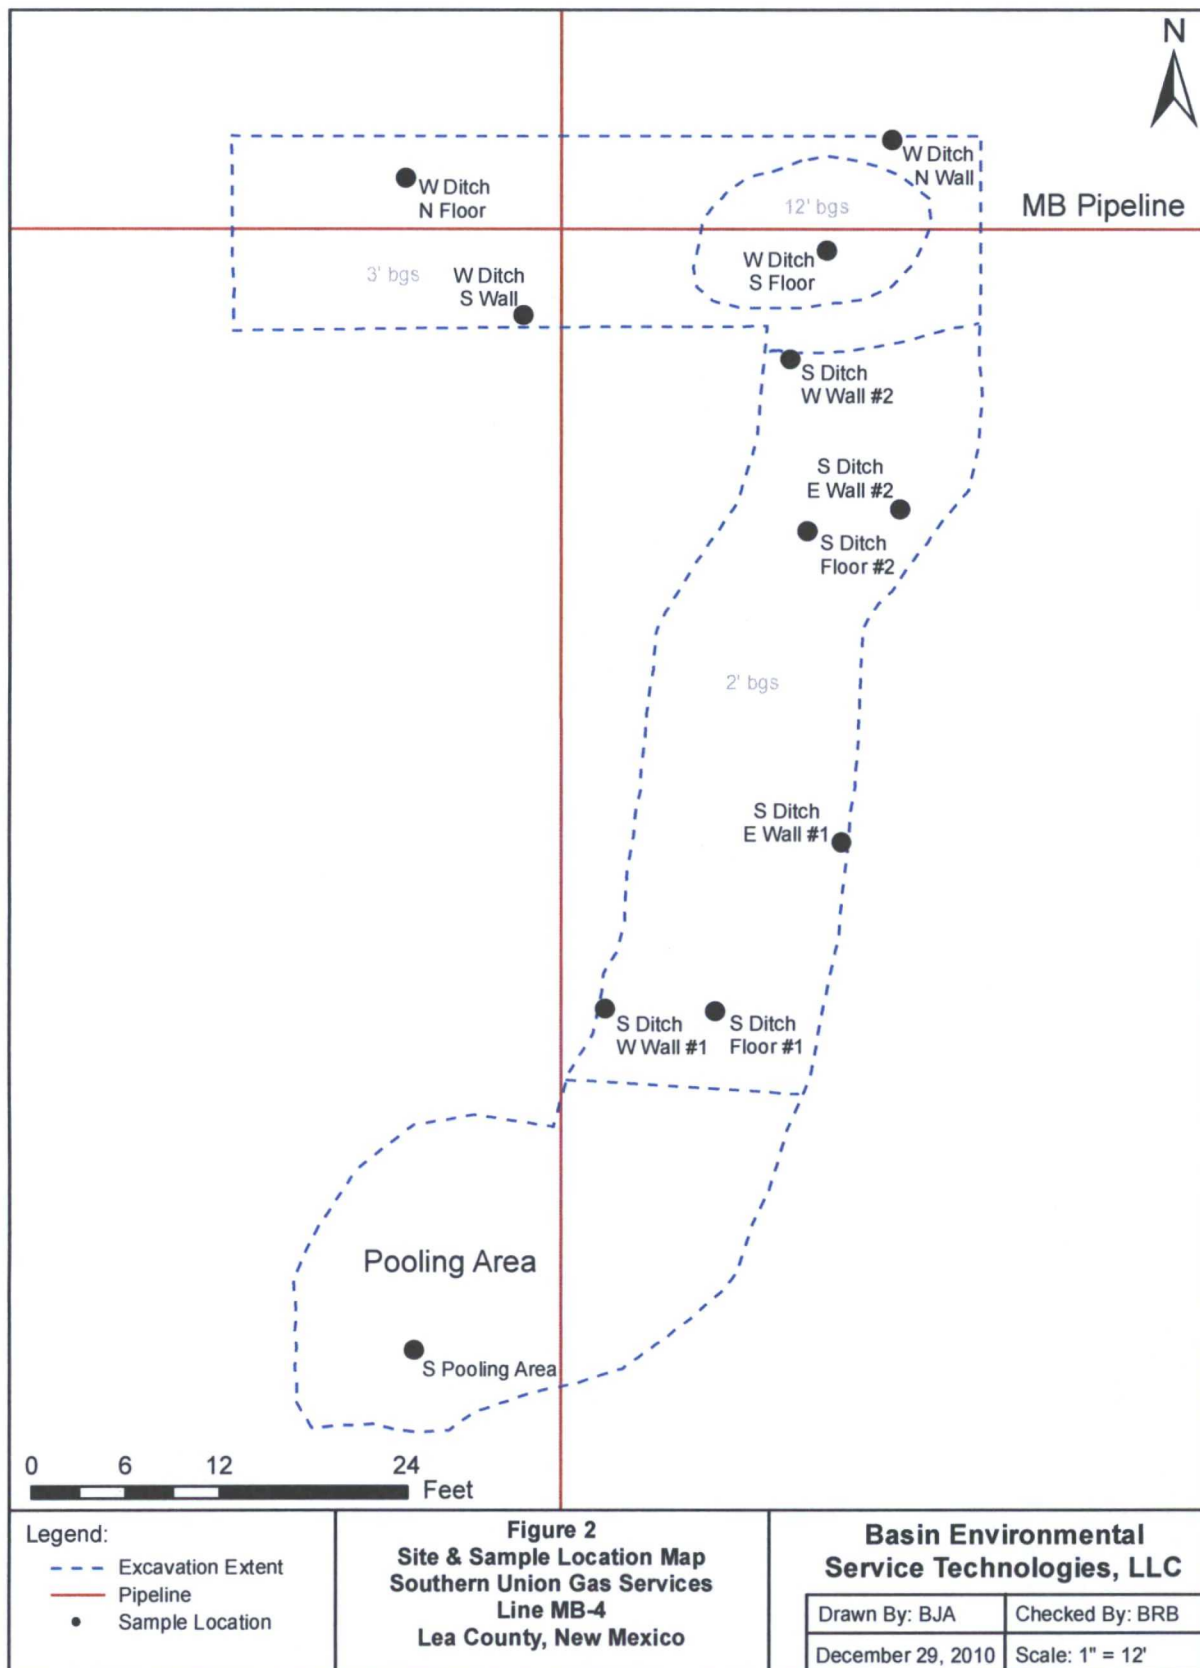 N
W Ditch
N Wall
W Ditch
N Floor
12' bgs
MB Pipeline
W Ditch
S Floor
3' bgs
W Ditch
S Wall
S Ditch
W Wall #2
S Ditch
E Wall #2
S Ditch
Floor #2
2' bgs
S Ditch
E Wall #1
S Ditch
W Wall #1
S Ditch
Floor #1
Pooling Area
S Pooling Area
0 6 12 24
Feet
Legend:
Excavation Extent
Pipeline
Sample Location
Figure 2
Site & Sample Location Map
Southern Union Gas Services
Line MB-4
Lea County, New Mexico
Basin Environmental
Service Technologies, LLC
Drawn By: BJA
Checked By: BRB
December 29, 2010
Scale: 1" = 12'